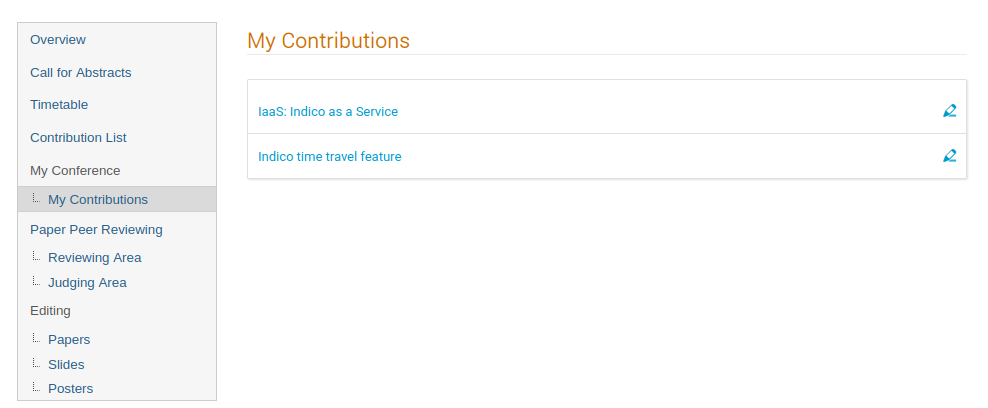 Overview
Call for Abstracts
Timetable
Contribution List
My Conference
My Contributions
Paper Peer Reviewing
Reviewing Area
Judging Area
Editing
Papers
Slides
Posters
My Contributions
IaaS: Indico as a Service
Indico time travel feature